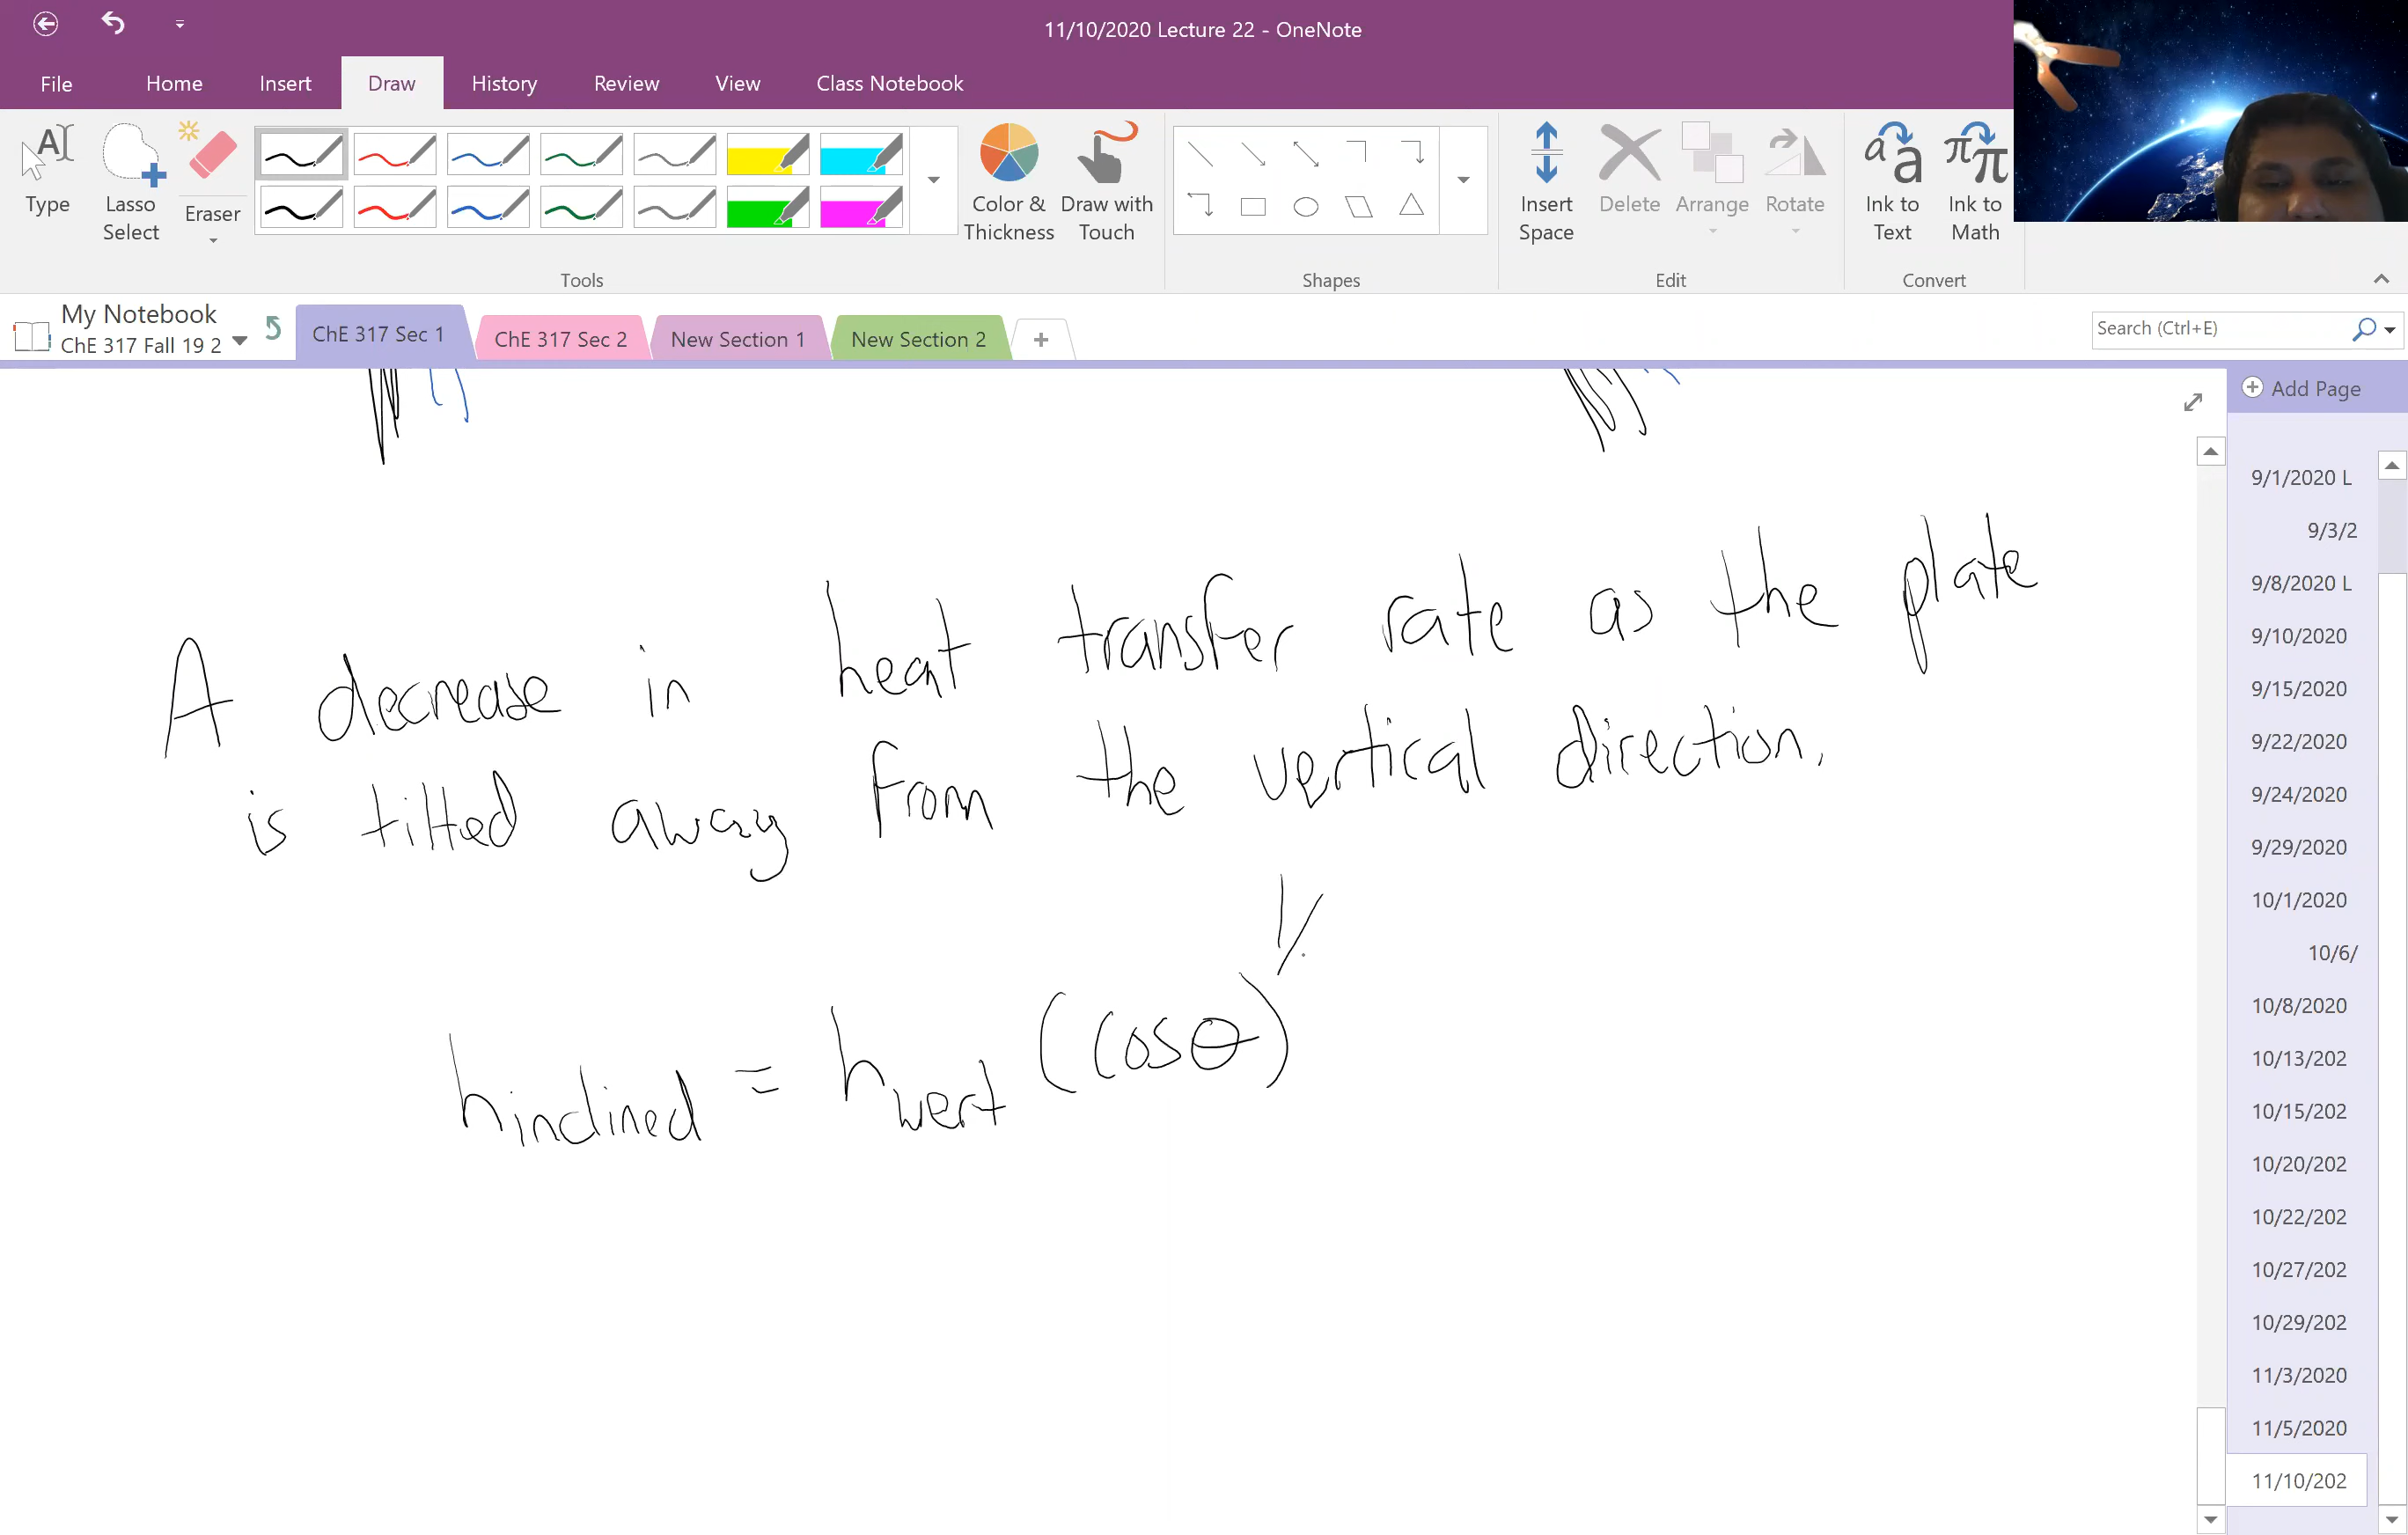 11/10/2020 Lecture 22 - OneNote
File Home Insert Draw History Review View Class Notebook
Type
Lasso Select
Eraser
Color & Thickness
Draw with Touch
Insert Space
Delete
Arrange
Rotate
Ink to Text
Ink to Math
Tools Shapes Edit Convert
My Notebook
ChE 317 Fall 19 2
ChE 317 Sec 1 ChE 317 Sec 2 New Section 1 New Section 2 +
Search (Ctrl+E)
Add Page
A decrease in heat transfer rate as the plate
is tilted away from the vertical direction.
h inclined = h vert (cosθ)^1/
9/1/2020 L
9/3/2
9/8/2020 L
9/10/2020
9/15/2020
9/22/2020
9/24/2020
9/29/2020
10/1/2020
10/6/
10/8/2020
10/13/202
10/15/202
10/20/202
10/22/202
10/27/202
10/29/202
11/3/2020
11/5/2020
11/10/202